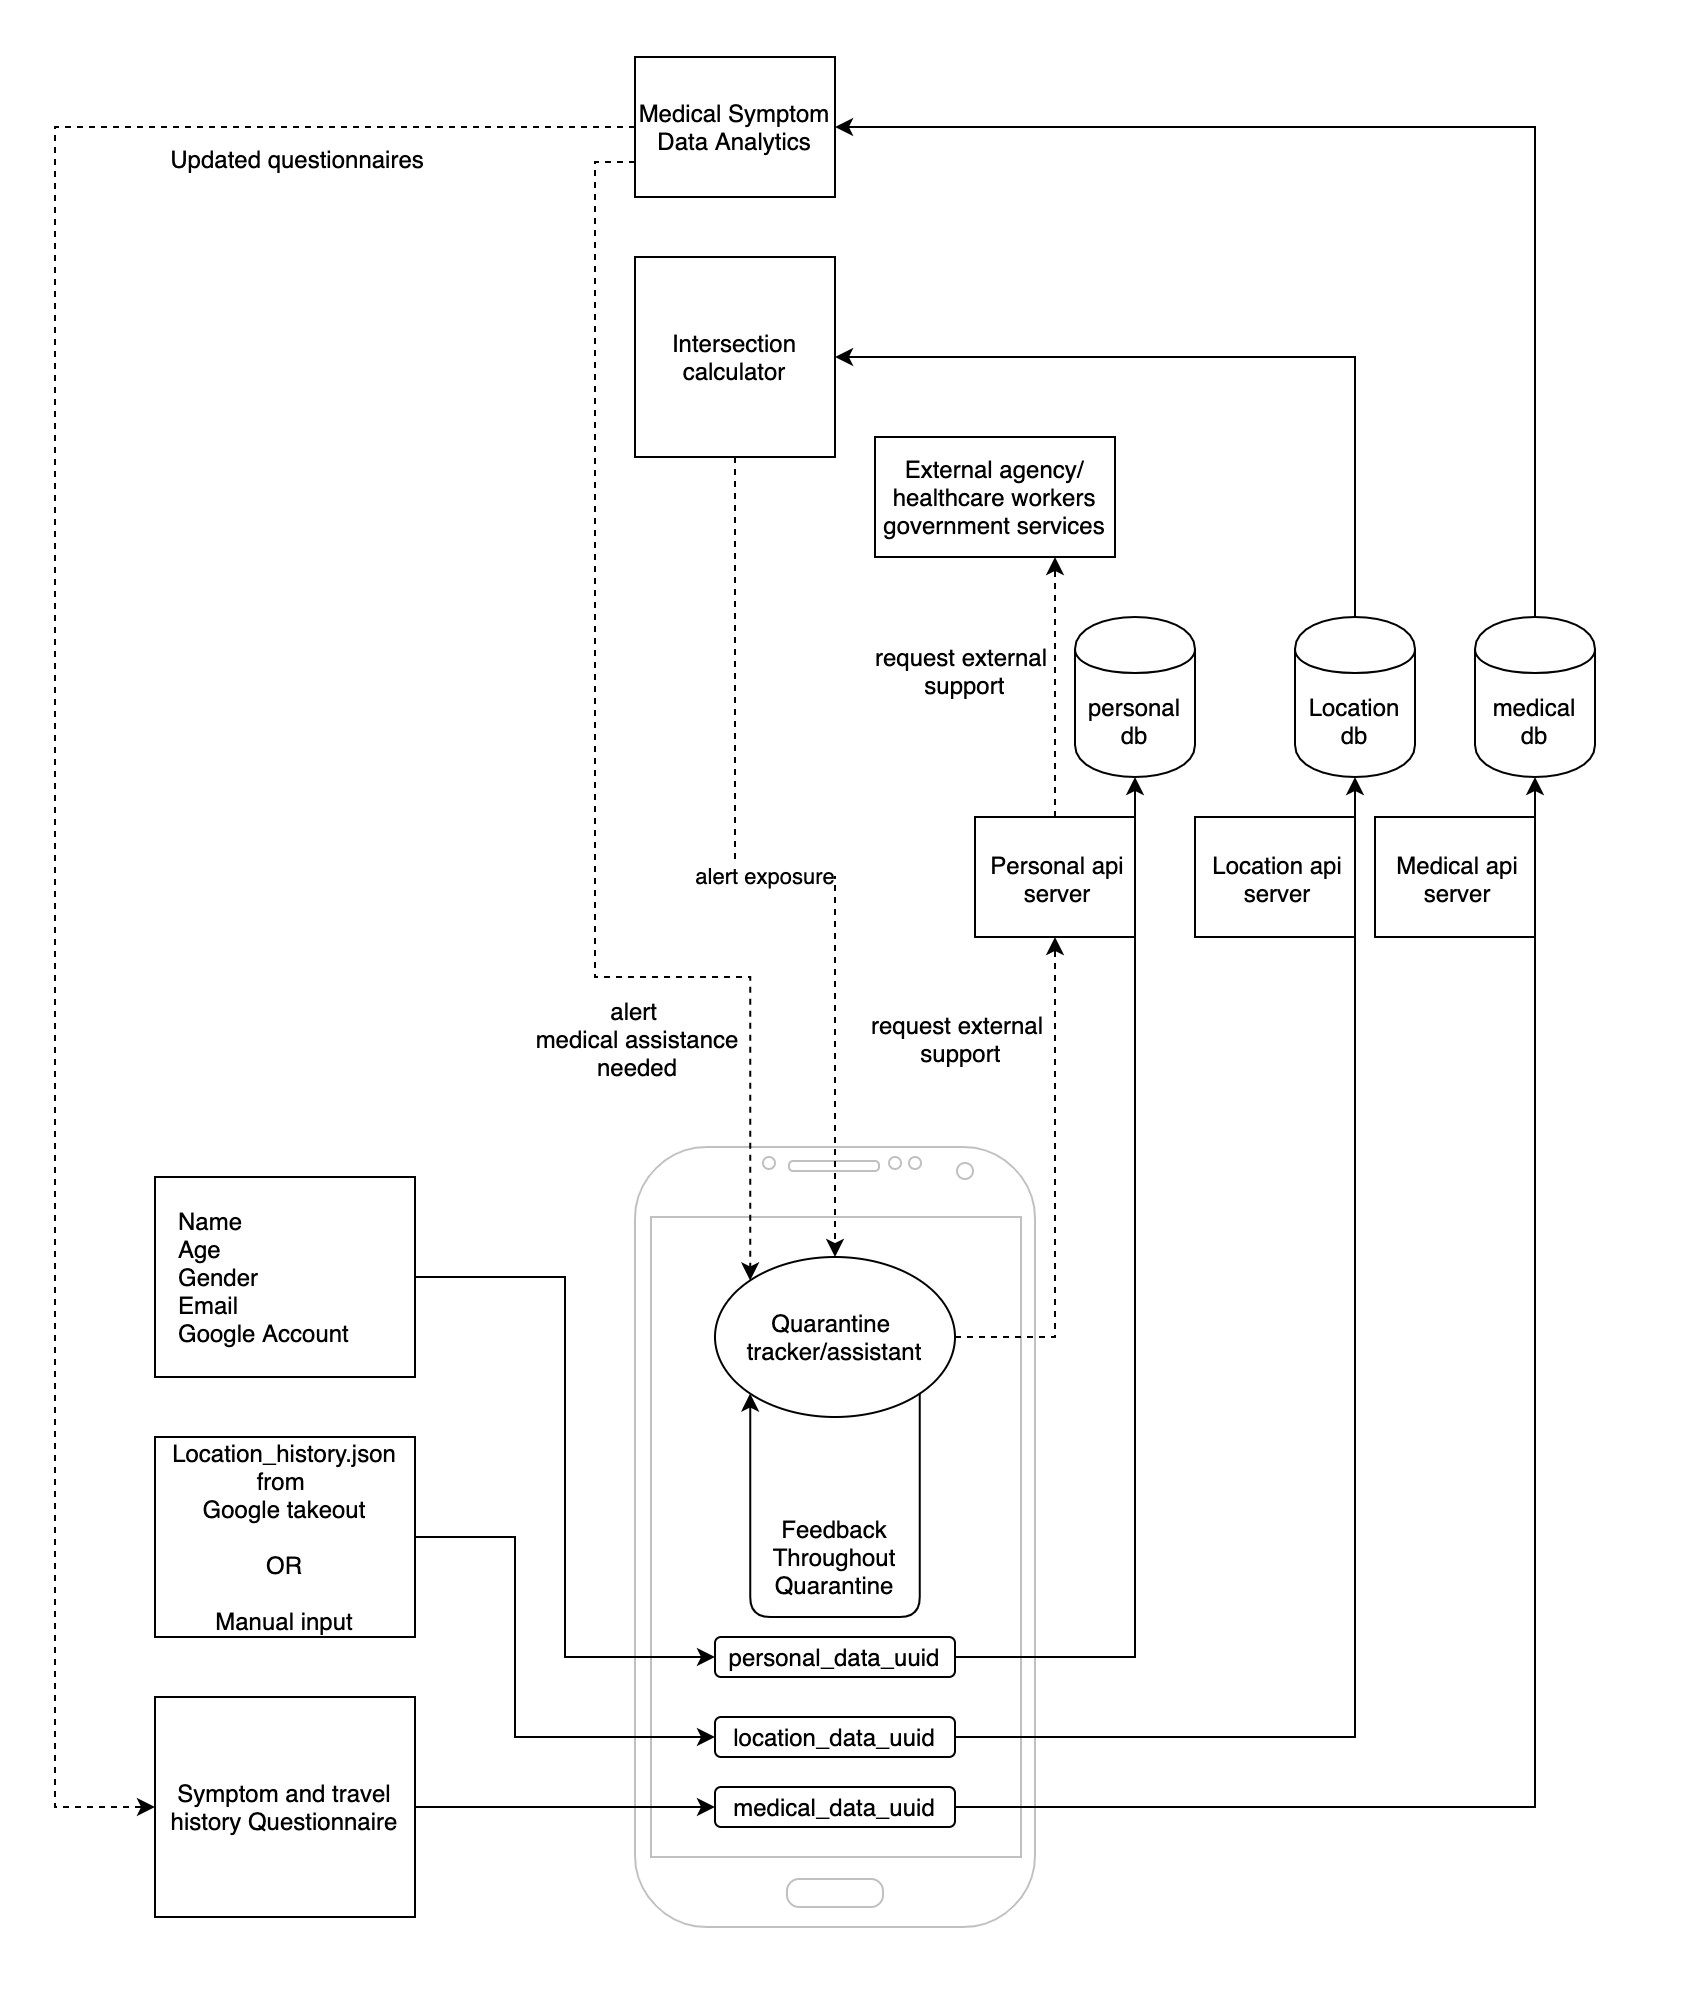 Medical Symptom
Data Analytics
Updated questionnaires
Intersection
calculator
External agency/
healthcare workers
government services
request external
support
personal
db
Location
db
medical
db
Personal api
server
Location api
server
Medical api
server
alert exposure
alert
medical assistance
needed
request external
support
Name
Age
Gender
Email
Google Account
Quarantine
tracker/assistant
Location_history.json
from
Google takeout
OR
Manual input
Feedback
Throughout
Quarantine
personal_data_uuid
location_data_uuid
Symptom and travel
history Questionnaire
medical_data_uuid